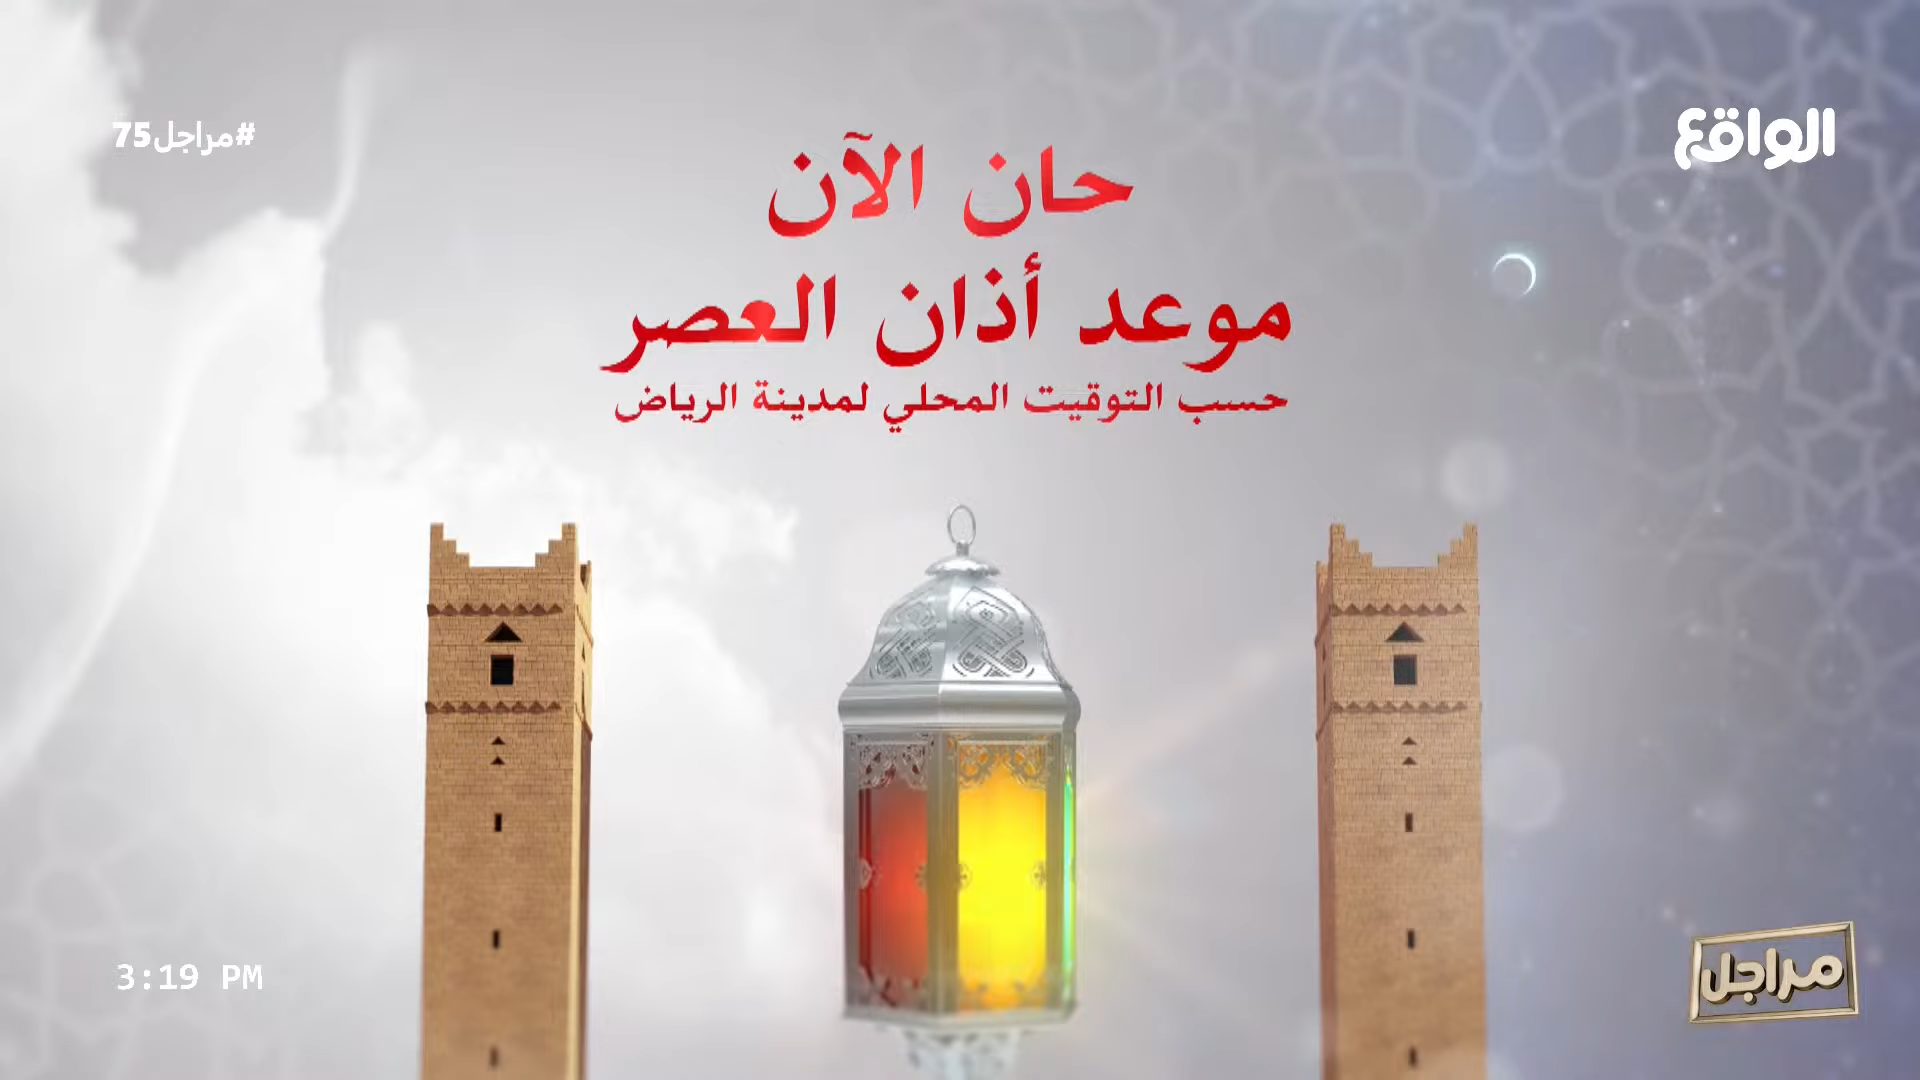 #مراجل75
الواقع
حان الآن
موعد أذان العصر
حسب التوقيت المحلي لمدينة الرياض
3:19 PM
مراجل